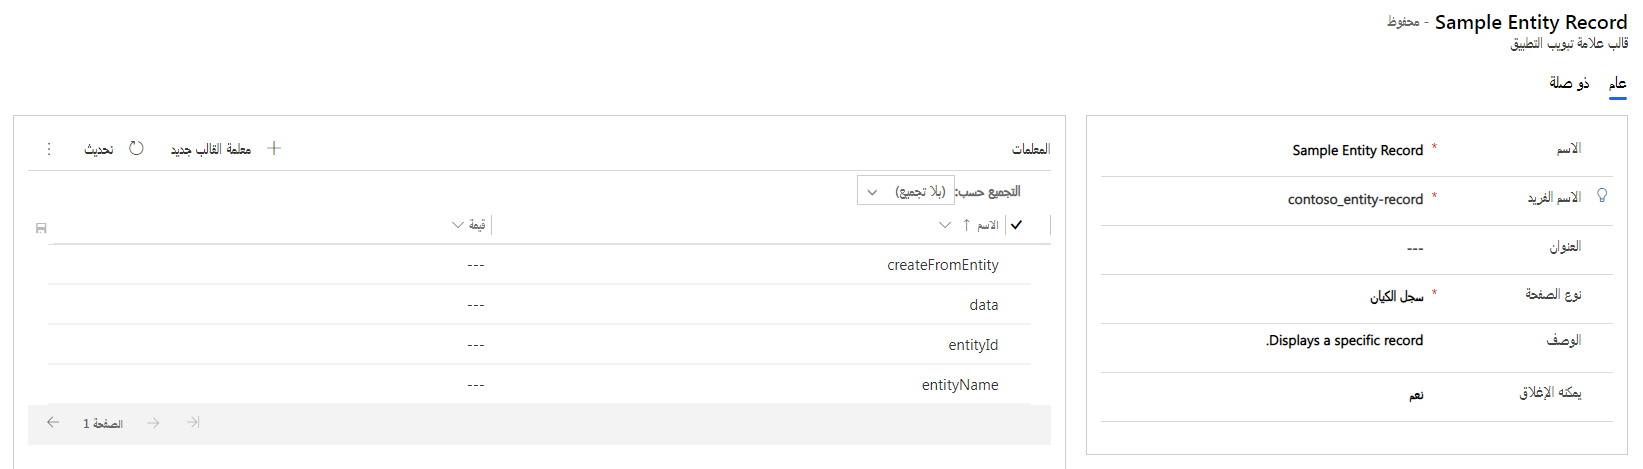 Sample Entity Record - محفوظ
قالب علامة تبويب التطبيق
عام ذو صلة
الاسم * Sample Entity Record
الاسم الفريد * contoso_entity-record
العنوان ---
نوع الصفحة * سجل الكيان
الوصف Displays a specific record.
يمكنه الإغلاق نعم
المعلمات معلمة القالب جديد تحديث
التجميع حسب: (بلا تجميع)
الاسم قيمة
createFromEntity ---
data ---
entityId ---
entityName ---
الصفحة 1